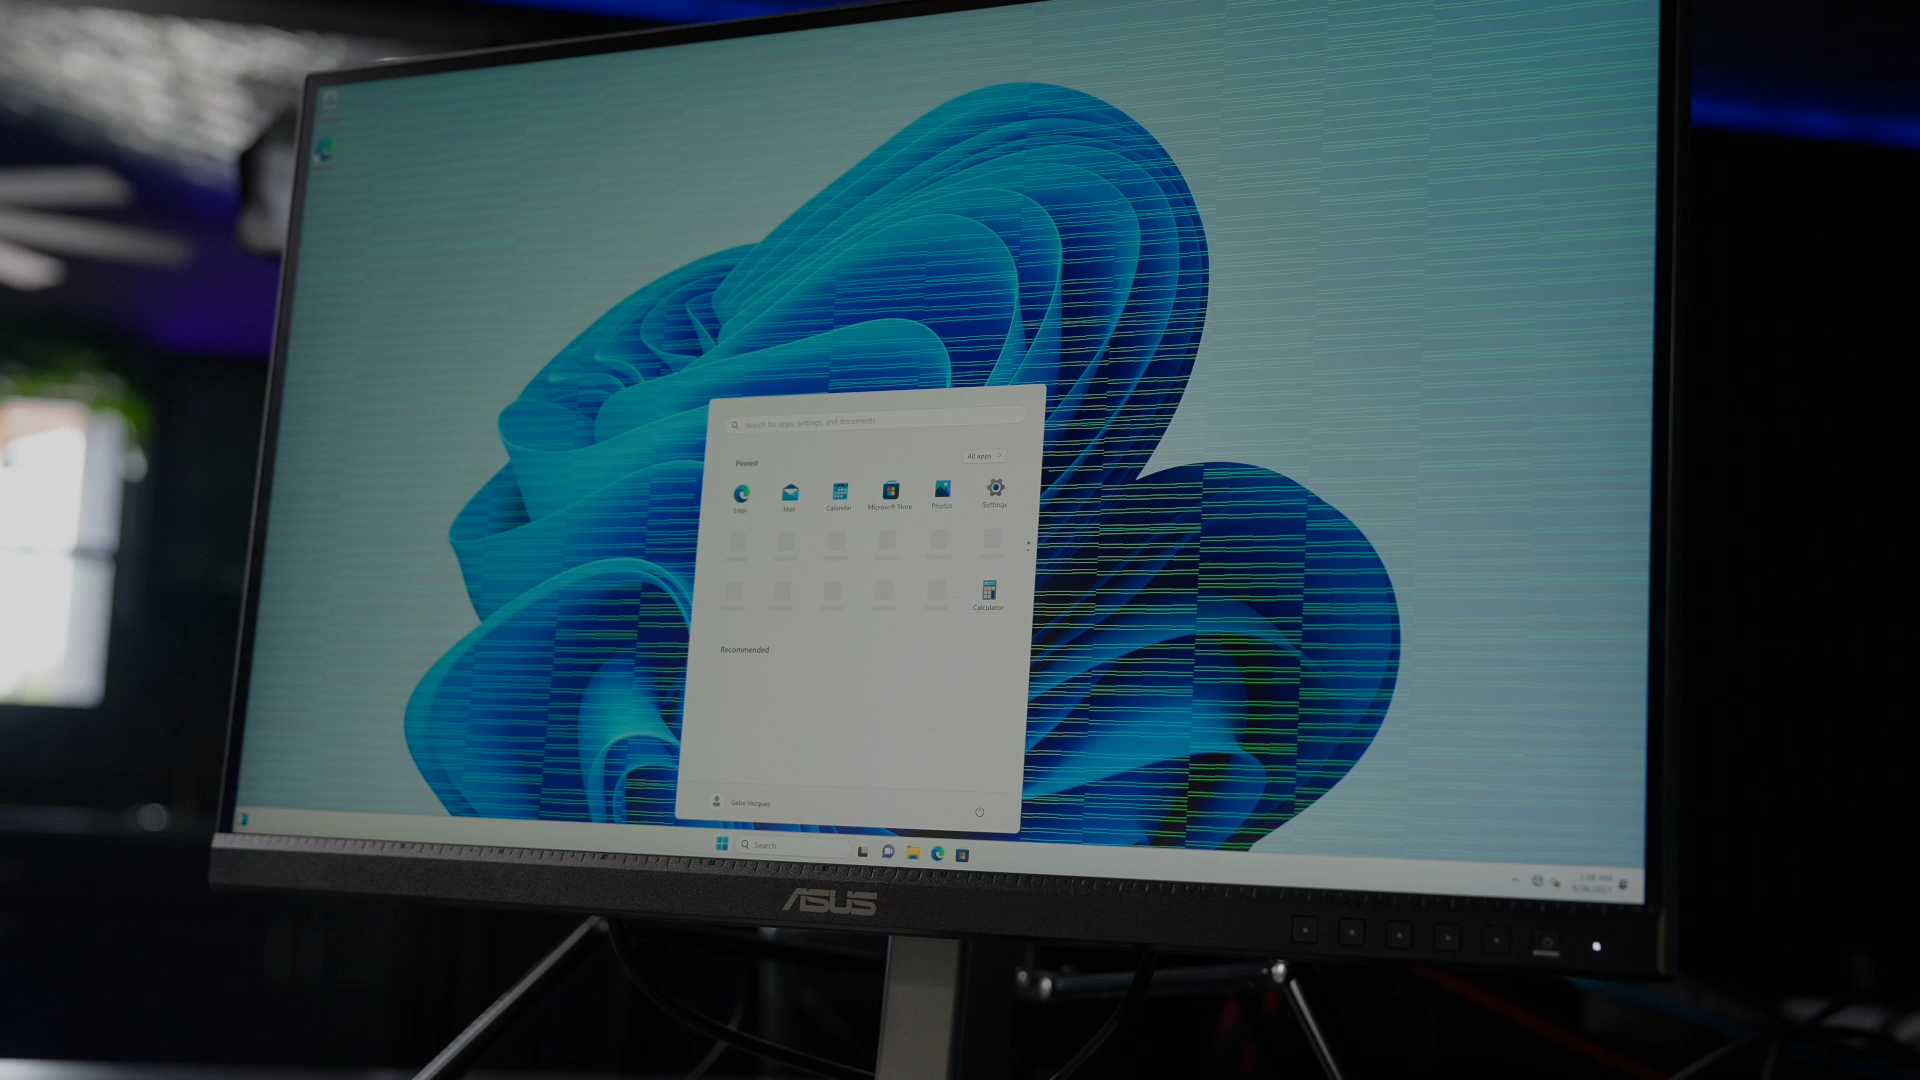 Search for apps, settings, and documents
Pinned
All apps >
Edge
Mail
Calendar
Microsoft Store
Photos
Settings
Calculator
Recommended
Gabe Vazquez
Search
ASUS